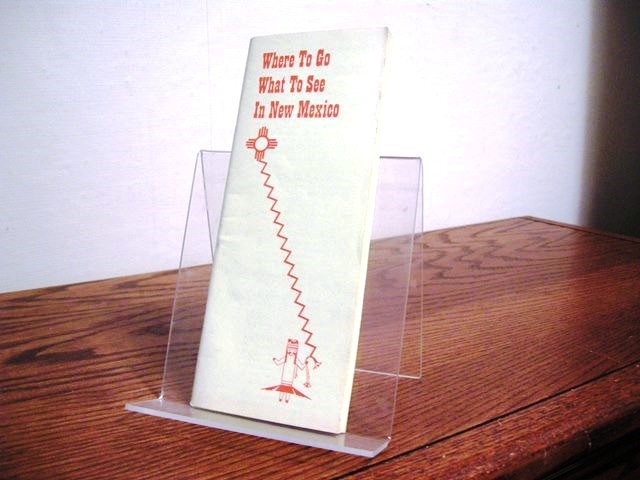 Where To Go
What To See
In New Mexico